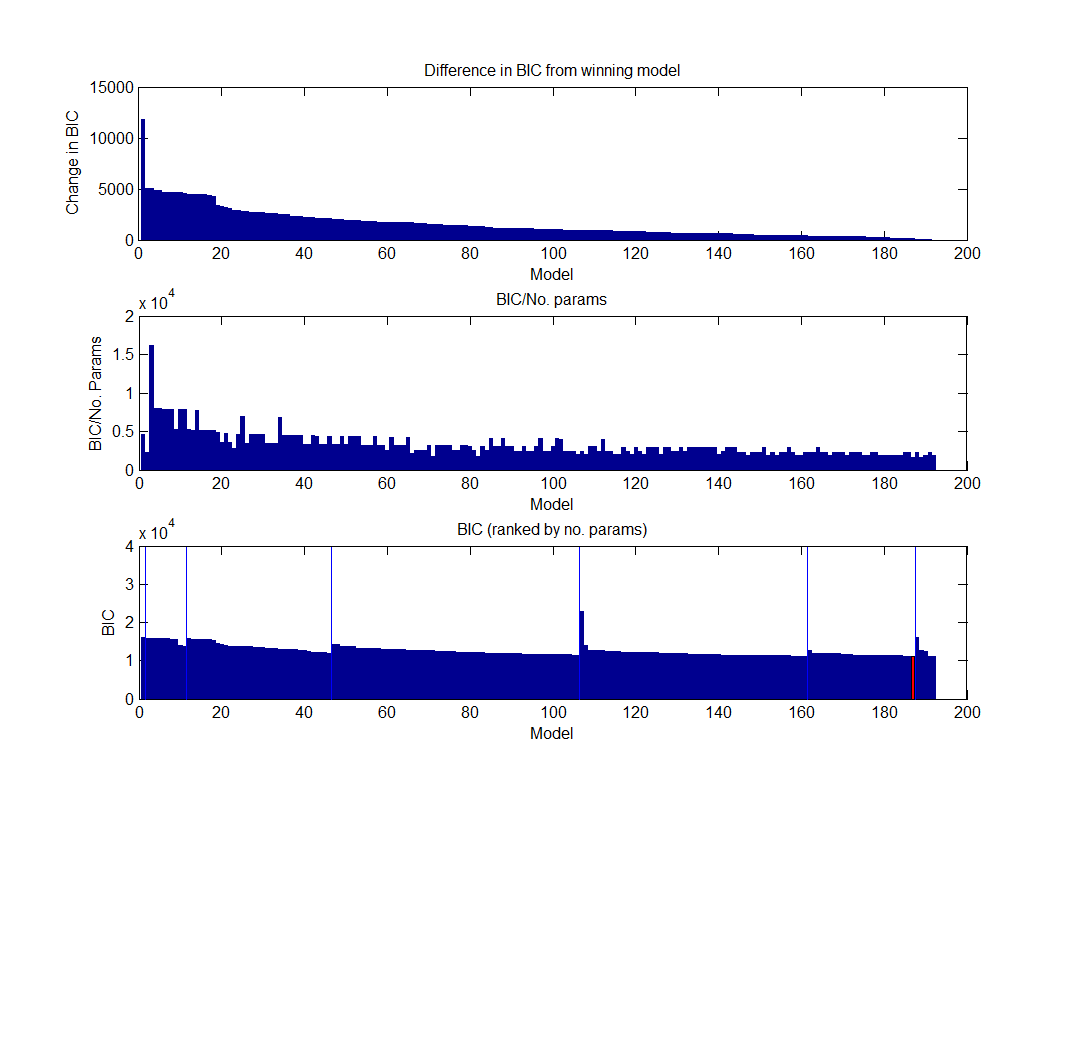 Difference in BIC from winning model
15000
10000
5000
0
Change in BIC
0 20 40 60 80 100 120 140 160 180 200
Model
BIC/No. params
x 10^4
2
1.5
1
0.5
0
BIC/No. Params
0 20 40 60 80 100 120 140 160 180 200
Model
BIC (ranked by no. params)
x 10^4
4
3
2
1
0
BIC
0 20 40 60 80 100 120 140 160 180 200
Model